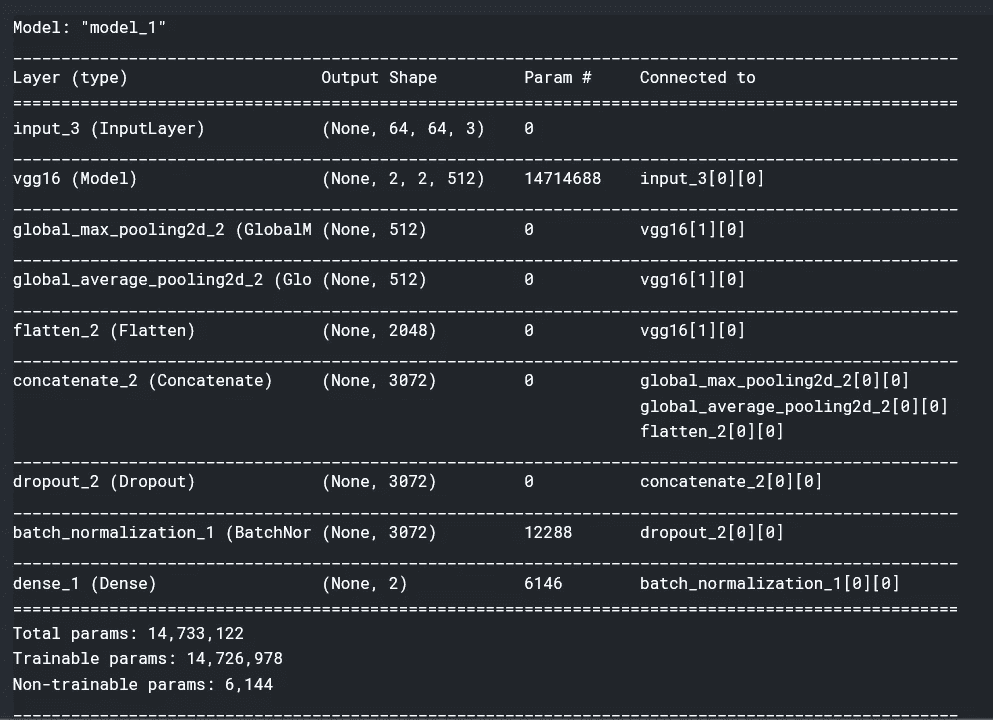 Model: "model_1"
Layer (type) Output Shape Param # Connected to
input_3 (InputLayer) (None, 64, 64, 3) 0
vgg16 (Model) (None, 2, 2, 512) 14714688 input_3[0][0]
global_max_pooling2d_2 (GlobalM (None, 512) 0 vgg16[1][0]
global_average_pooling2d_2 (Glo (None, 512) 0 vgg16[1][0]
flatten_2 (Flatten) (None, 2048) 0 vgg16[1][0]
concatenate_2 (Concatenate) (None, 3072) 0 global_max_pooling2d_2[0][0]
global_average_pooling2d_2[0][0]
flatten_2[0][0]
dropout_2 (Dropout) (None, 3072) 0 concatenate_2[0][0]
batch_normalization_1 (BatchNor (None, 3072) 12288 dropout_2[0][0]
dense_1 (Dense) (None, 2) 6146 batch_normalization_1[0][0]
Total params: 14,733,122
Trainable params: 14,726,978
Non-trainable params: 6,144